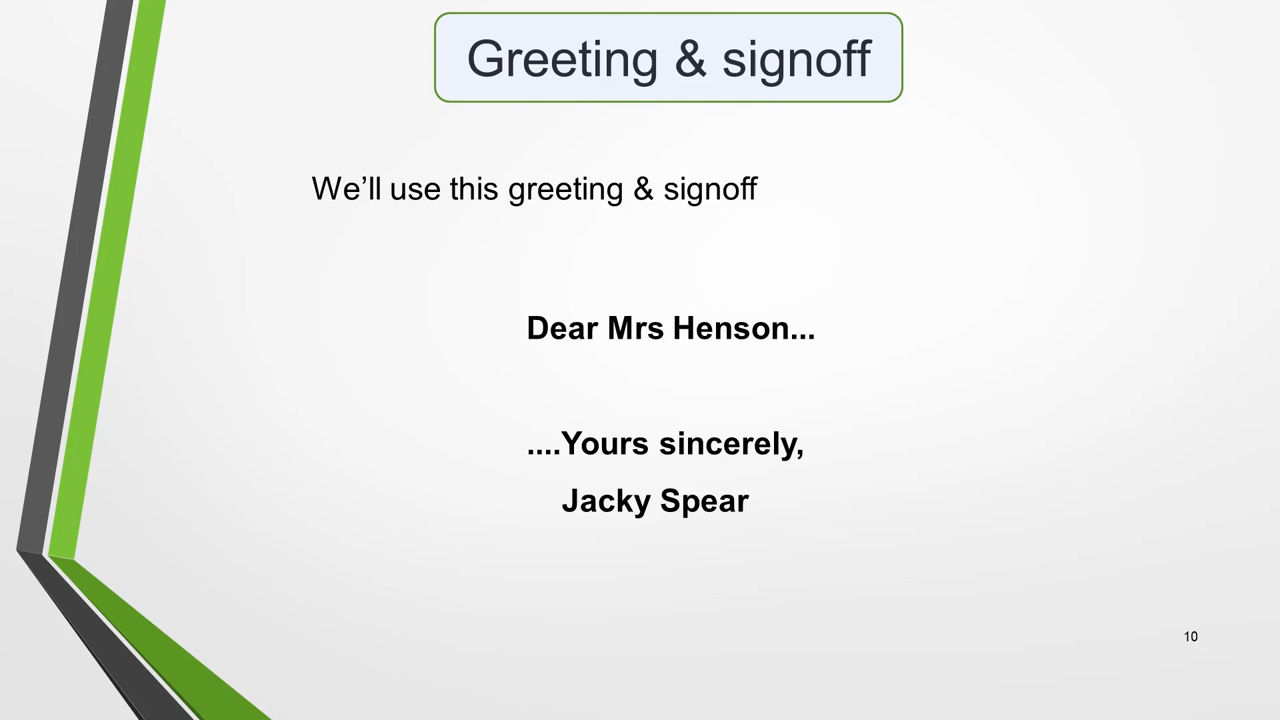 Greeting & signoff
We’ll use this greeting & signoff
Dear Mrs Henson...
....Yours sincerely,
Jacky Spear
10